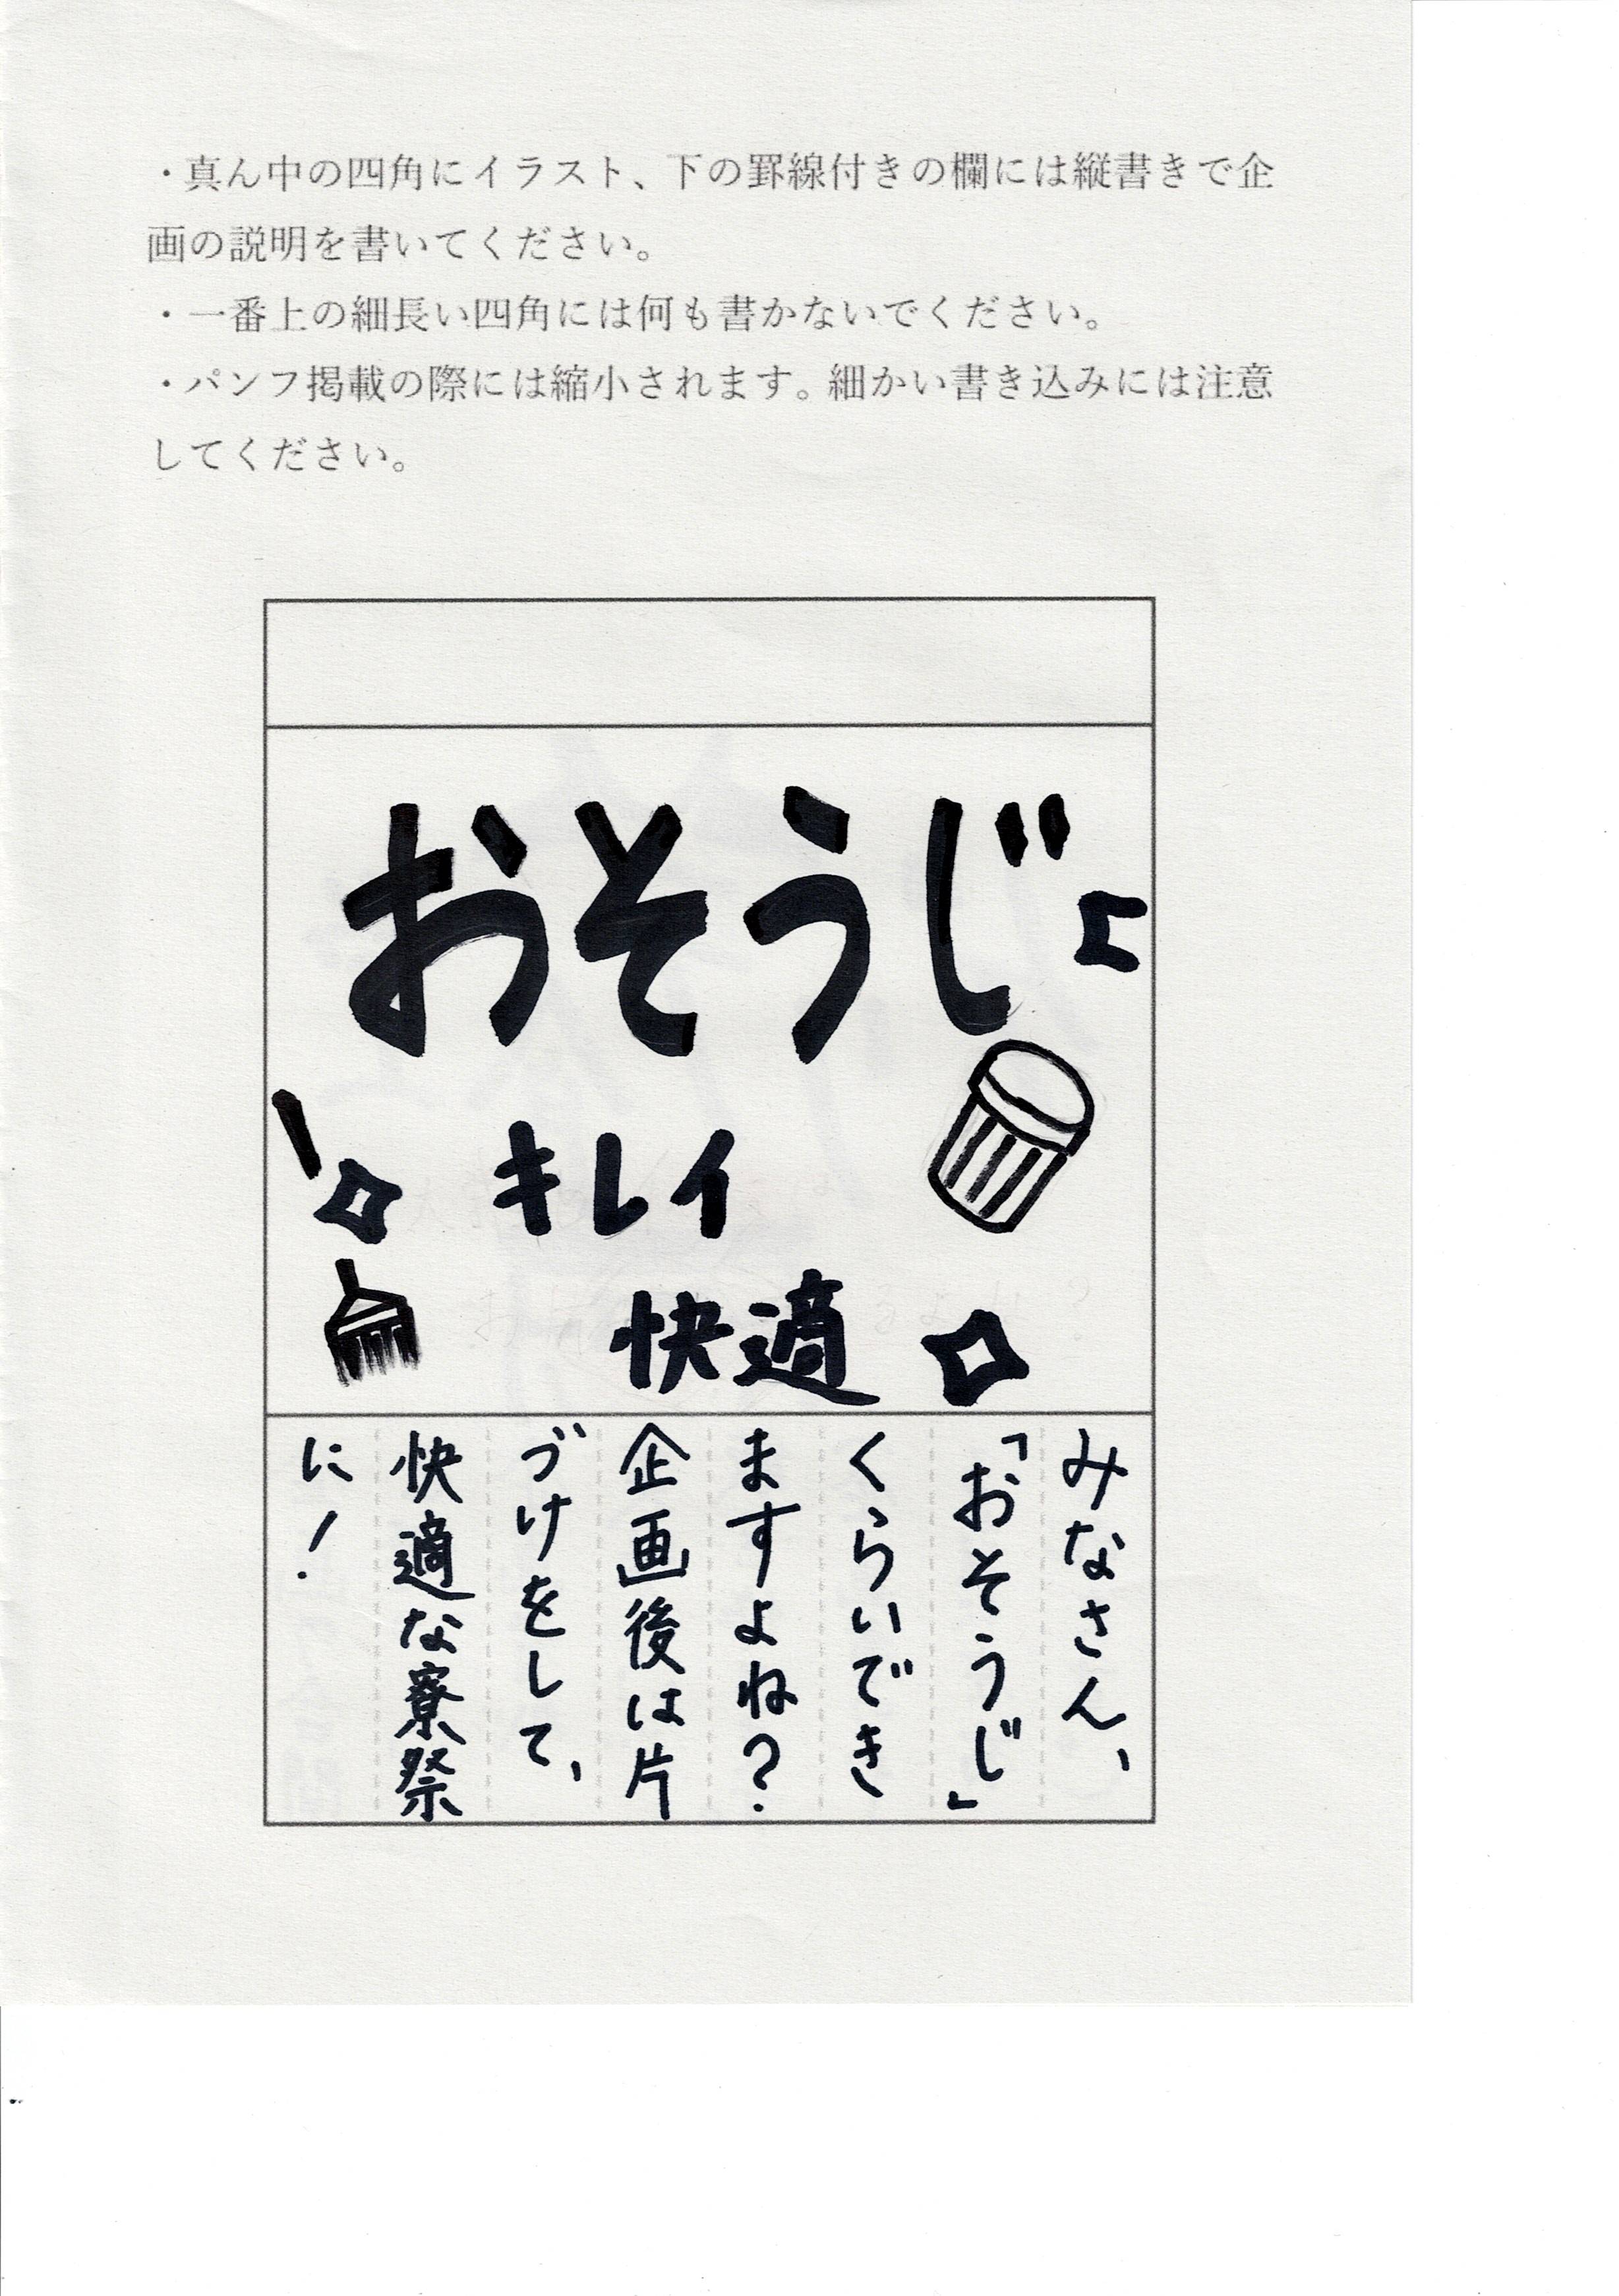 ・真ん中の四角にイラスト、下の罫線付きの欄には縦書きで企
画の説明を書いてください。
・一番上の細長い四角には何も書かないでください。
・パンフ掲載の際には縮小されます。細かい書き込みには注意
してください。
おそうじ
キレイ
快適
みなさん、
「おそうじ」
くらいでき
ますよね?
企画後は片
づけをして、
快適な寮祭
に!